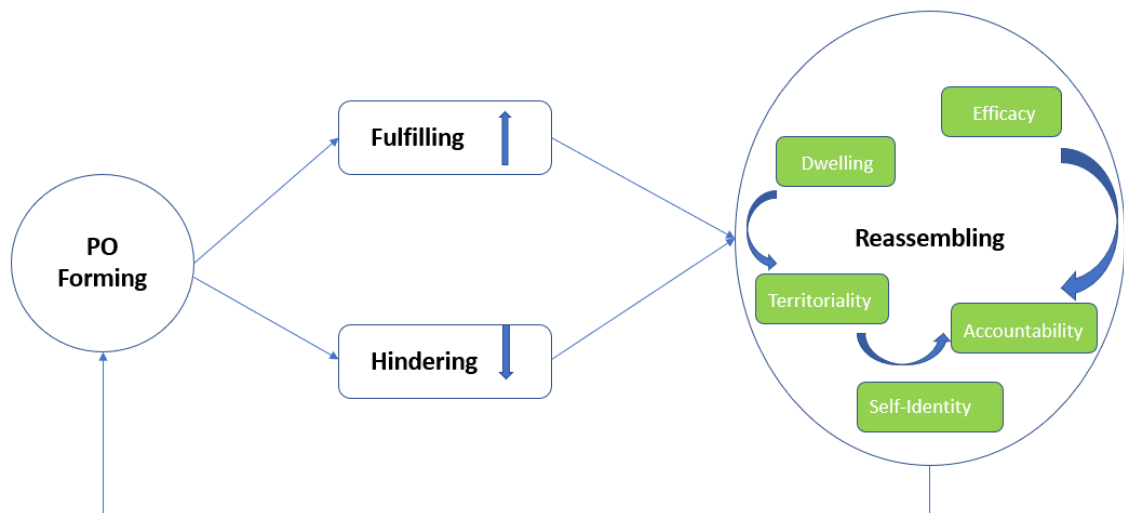 PO
Forming
Fulfilling
Hindering
Efficacy
Dwelling
Reassembling
Territoriality
Accountability
Self-Identity